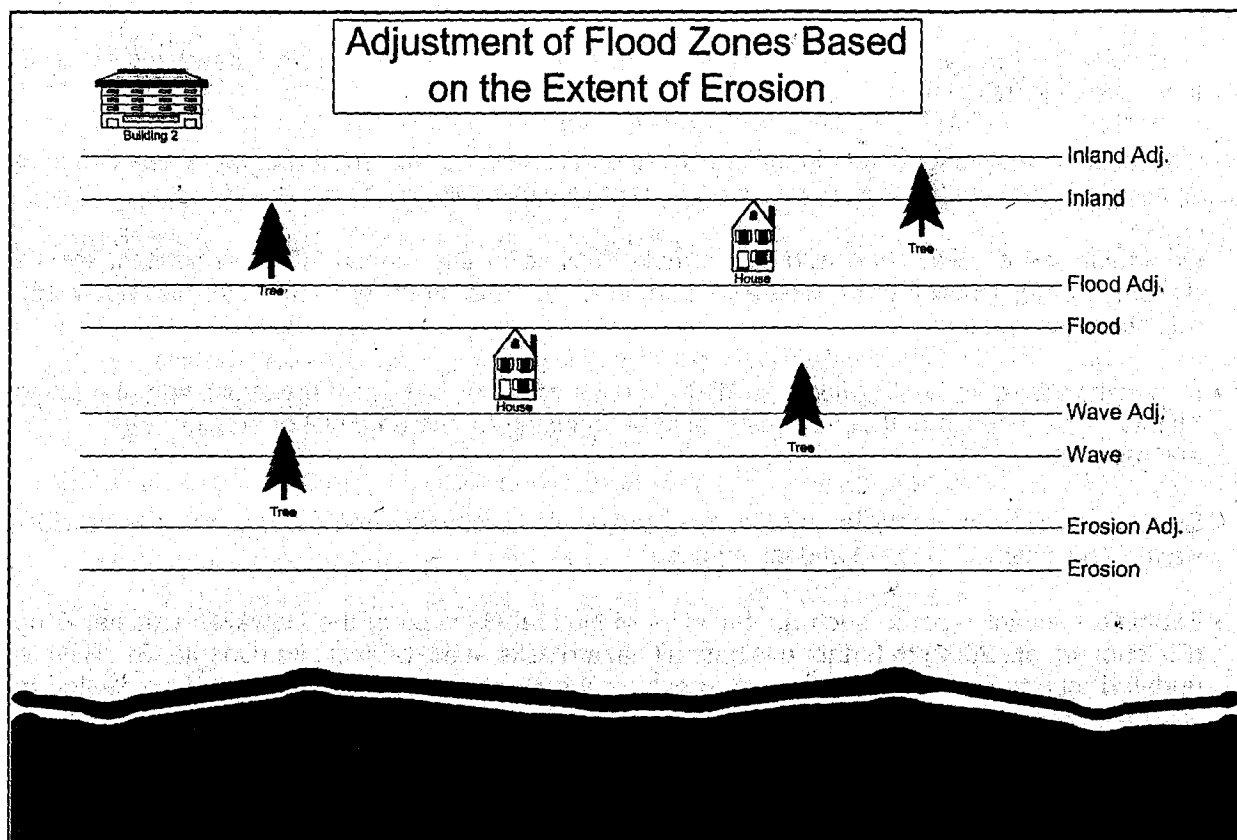 Adjustment of Flood Zones Based
on the Extent of Erosion
Building 2
Inland Adj.
Inland
Tree
House
Tree
Flood Adj.
Flood
House
Wave Adj.
Tree
Wave
Tree
Erosion Adj.
Erosion